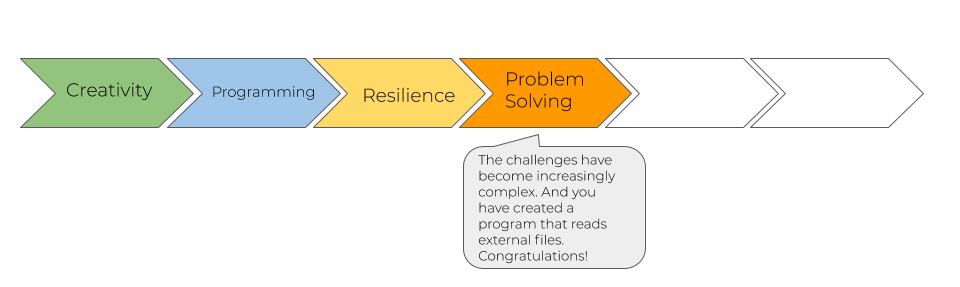 Creativity
Programming
Resilience
Problem
Solving
The challenges have
become increasingly
complex. And you
have created a
program that reads
external files.
Congratulations!